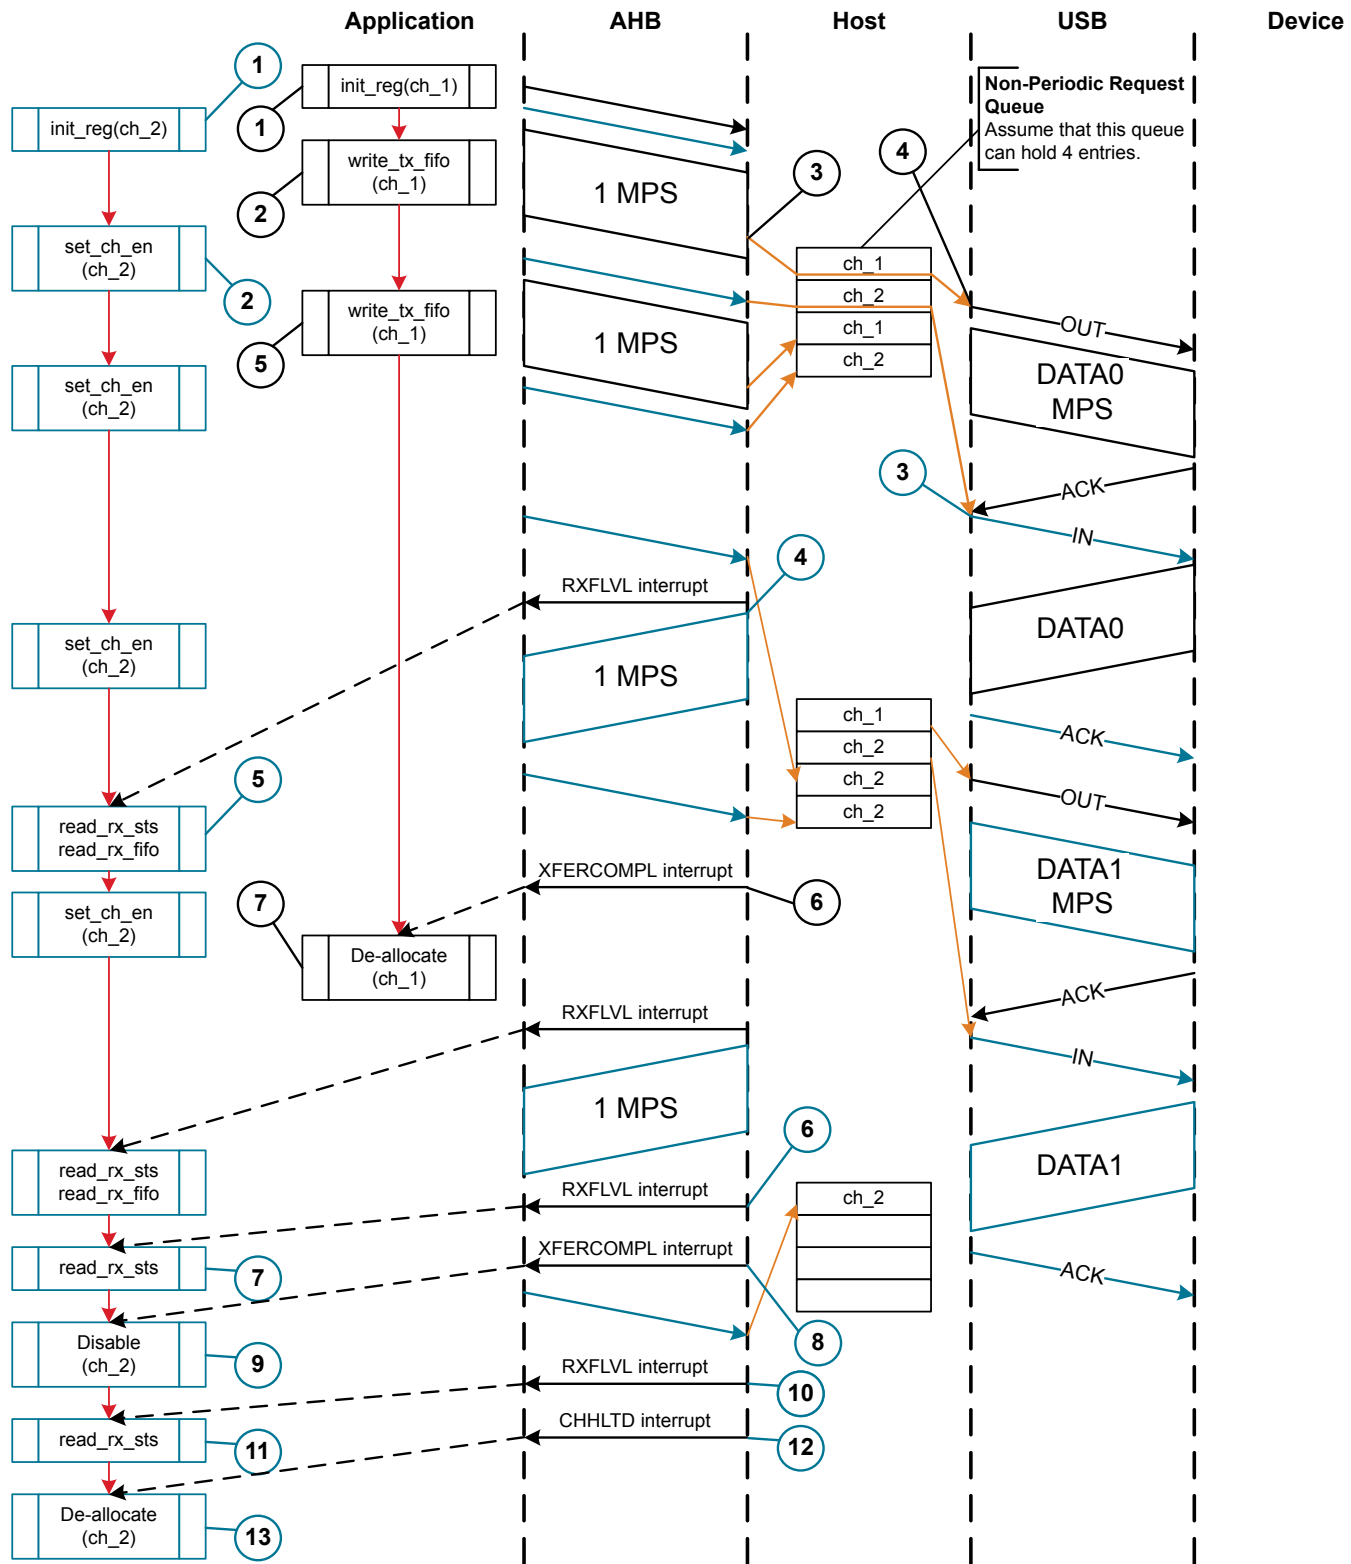 Application
AHB
Host
USB
Device
1
init_reg(ch_1)
Non-Periodic Request
Queue
Assume that this queue
can hold 4 entries.
init_reg(ch_2)
1
write_tx_fifo
(ch_1)
4
3
1 MPS
2
set_ch_en
(ch_2)
ch_1
2
ch_2
write_tx_fifo
(ch_1)
ch_1
OUT
1 MPS
ch_2
5
DATA0
MPS
set_ch_en
(ch_2)
3
ACK
IN
4
RXFLVL interrupt
DATA0
set_ch_en
(ch_2)
1 MPS
ch_1
ACK
ch_2
5
ch_2
OUT
ch_2
read_rx_sts
read_rx_fifo
XFERCOMPL interrupt
DATA1
MPS
7
6
set_ch_en
(ch_2)
De-allocate
(ch_1)
ACK
RXFLVL interrupt
IN
1 MPS
6
DATA1
read_rx_sts
read_rx_fifo
RXFLVL interrupt
ch_2
XFERCOMPL interrupt
read_rx_sts
7
ACK
8
Disable
(ch_2)
9
RXFLVL interrupt
10
CHHLTD interrupt
read_rx_sts
11
12
De-allocate
(ch_2)
13